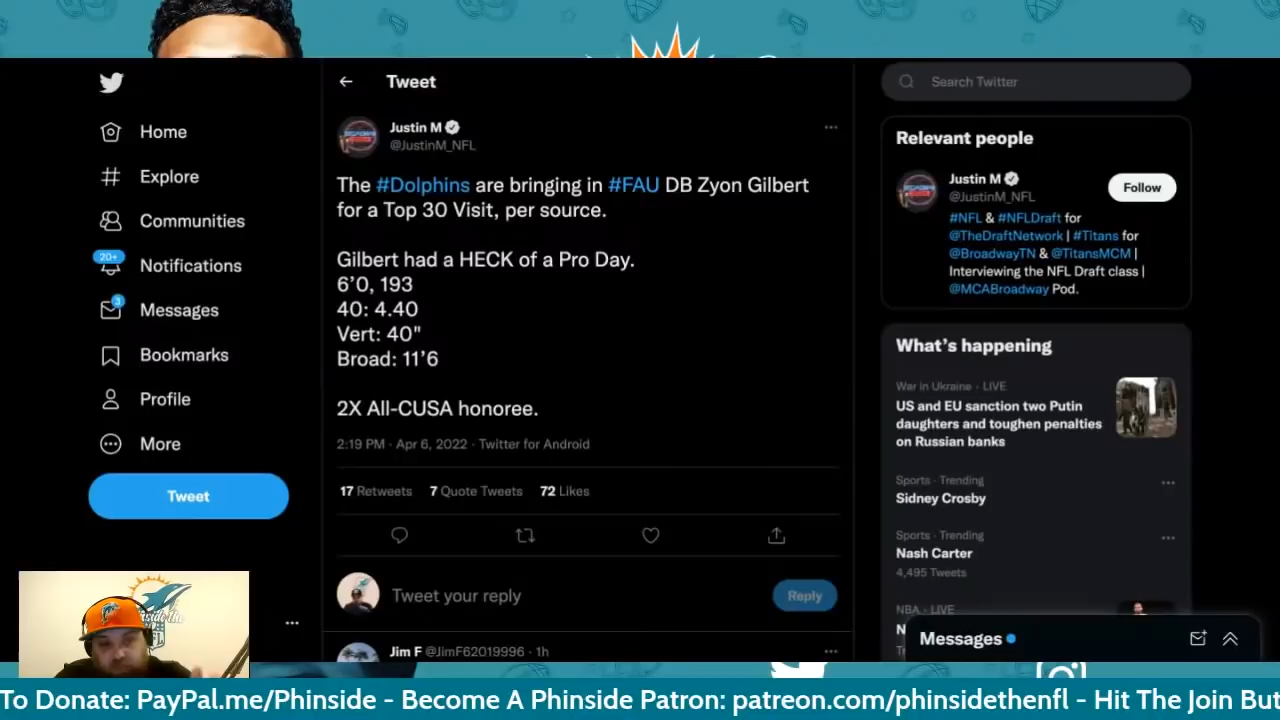 Tweet
Search Twitter
Home
Explore
Communities
20+
Notifications
3
Messages
Bookmarks
Profile
More
Tweet
Justin M
@JustinM_NFL
The #Dolphins are bringing in #FAU DB Zyon Gilbert
for a Top 30 Visit, per source.
Gilbert had a HECK of a Pro Day.
6’0, 193
40: 4.40
Vert: 40"
Broad: 11’6
2X All-CUSA honoree.
2:19 PM · Apr 6, 2022 · Twitter for Android
17 Retweets 7 Quote Tweets 72 Likes
Tweet your reply
Reply
Jim F @JimF62019996 · 1h
Relevant people
Justin M
@JustinM_NFL
Follow
#NFL & #NFLDraft for
@TheDraftNetwork | #Titans for
@BroadwayTN & @TitansMCM |
Interviewing the NFL Draft class |
@MCABroadway Pod.
What’s happening
War in Ukraine · LIVE
US and EU sanction two Putin
daughters and toughen penalties
on Russian banks
Sports · Trending
Sidney Crosby
Sports · Trending
Nash Carter
4,495 Tweets
NBA · LIVE
Messages
To Donate: PayPal.me/Phinside - Become A Phinside Patron: patreon.com/phinsidethenfl - Hit The Join But